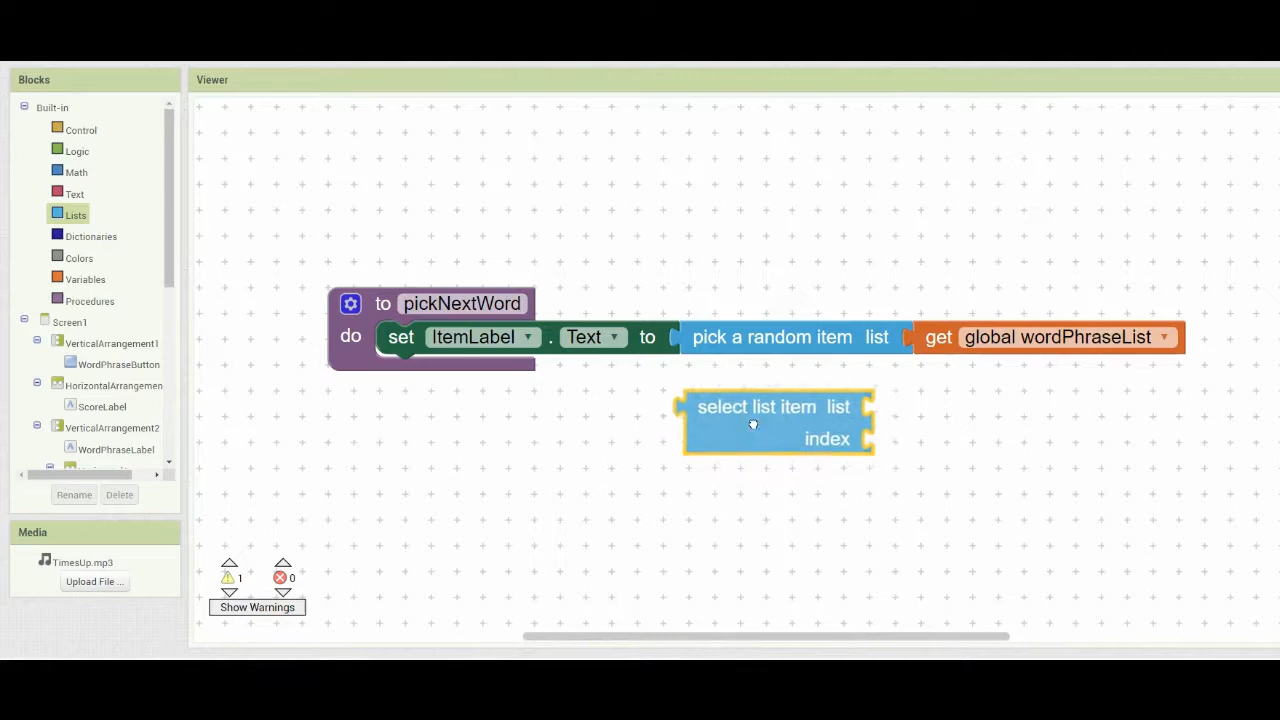 Blocks
Viewer
Built-in
Control
Logic
Math
Text
Lists
Dictionaries
Colors
Variables
Procedures
Screen1
VerticalArrangement1
WordPhraseButton
HorizontalArrangemen
ScoreLabel
VerticalArrangement2
WordPhraseLabel
Rename Delete
Media
TimesUp.mp3
Upload File ...
to pickNextWord
do set ItemLabel . Text to pick a random item list get global wordPhraseList
select list item list
index
1 0
Show Warnings